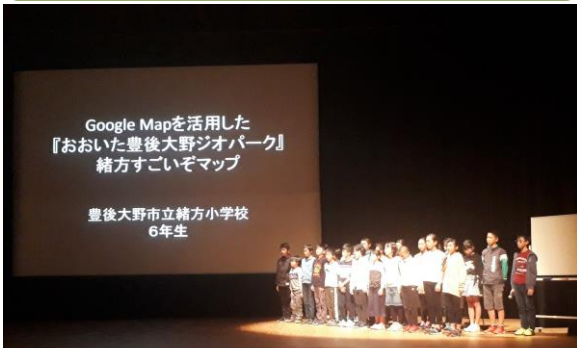 Google Mapを活用した
『おおいた豊後大野ジオパーク』
緒方すごいぞマップ
豊後大野市立緒方小学校
６年生